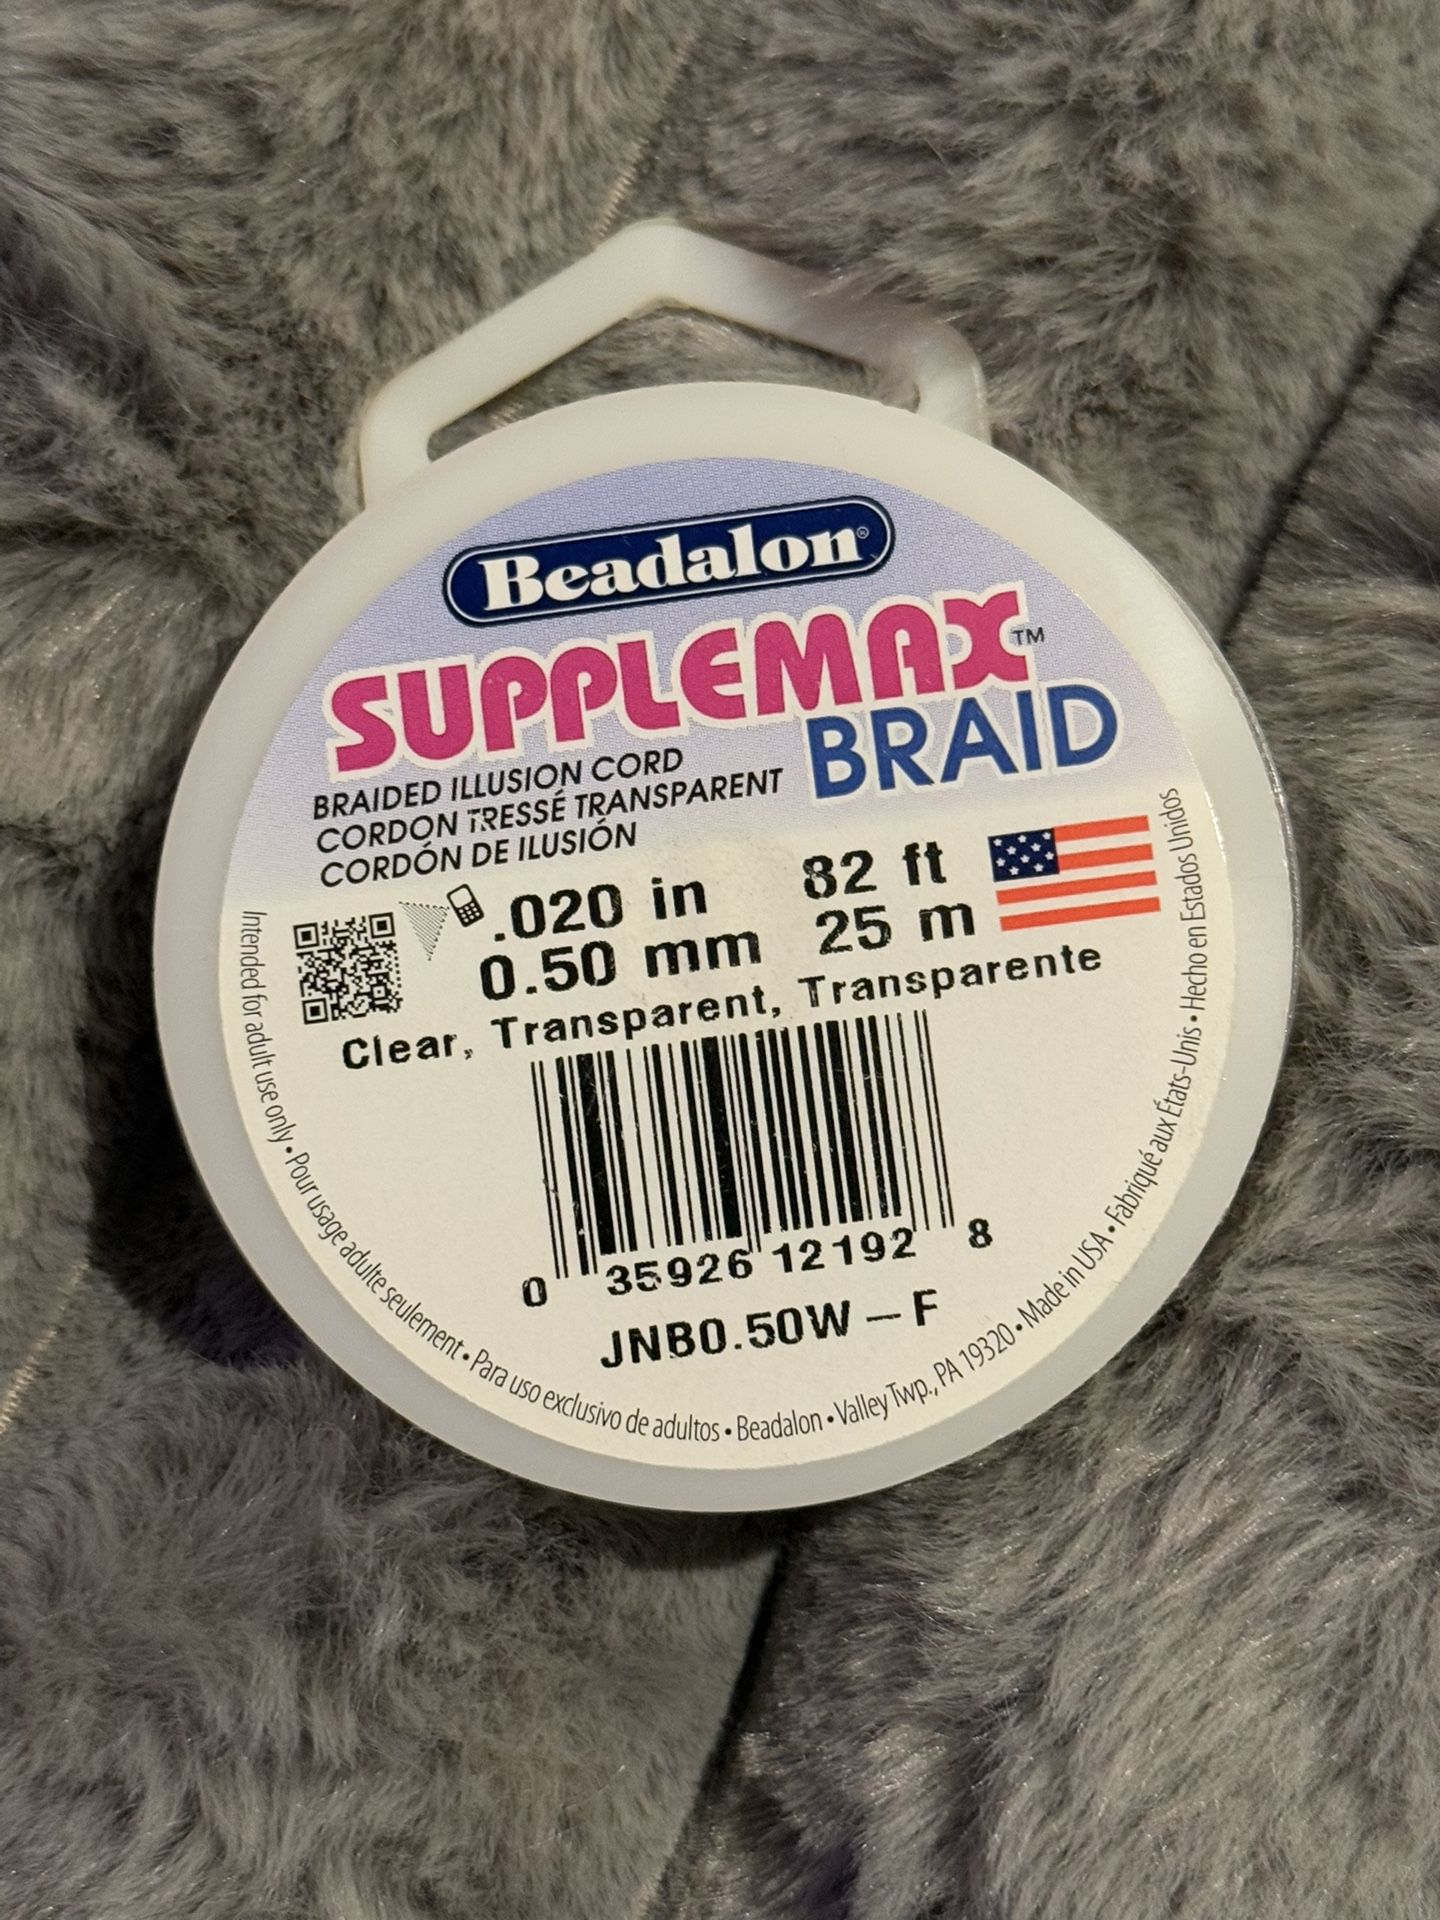 Beadalon®
SUPPLEMAX™
BRAID
BRAIDED ILLUSION CORD
CORDON TRESSÉ TRANSPARENT
CORDÓN DE ILUSIÓN
.020 in 82 ft
0.50 mm 25 m
Clear, Transparent, Transparente
0 35926 12192 8
JNB0.50W – F
Intended for adult use only • Pour usage adulte seulement • Para uso exclusivo de adultos • Beadalon • Valley Twp., PA 19320 • Made in USA • Fabriqué aux États-Unis • Hecho en Estados Unidos